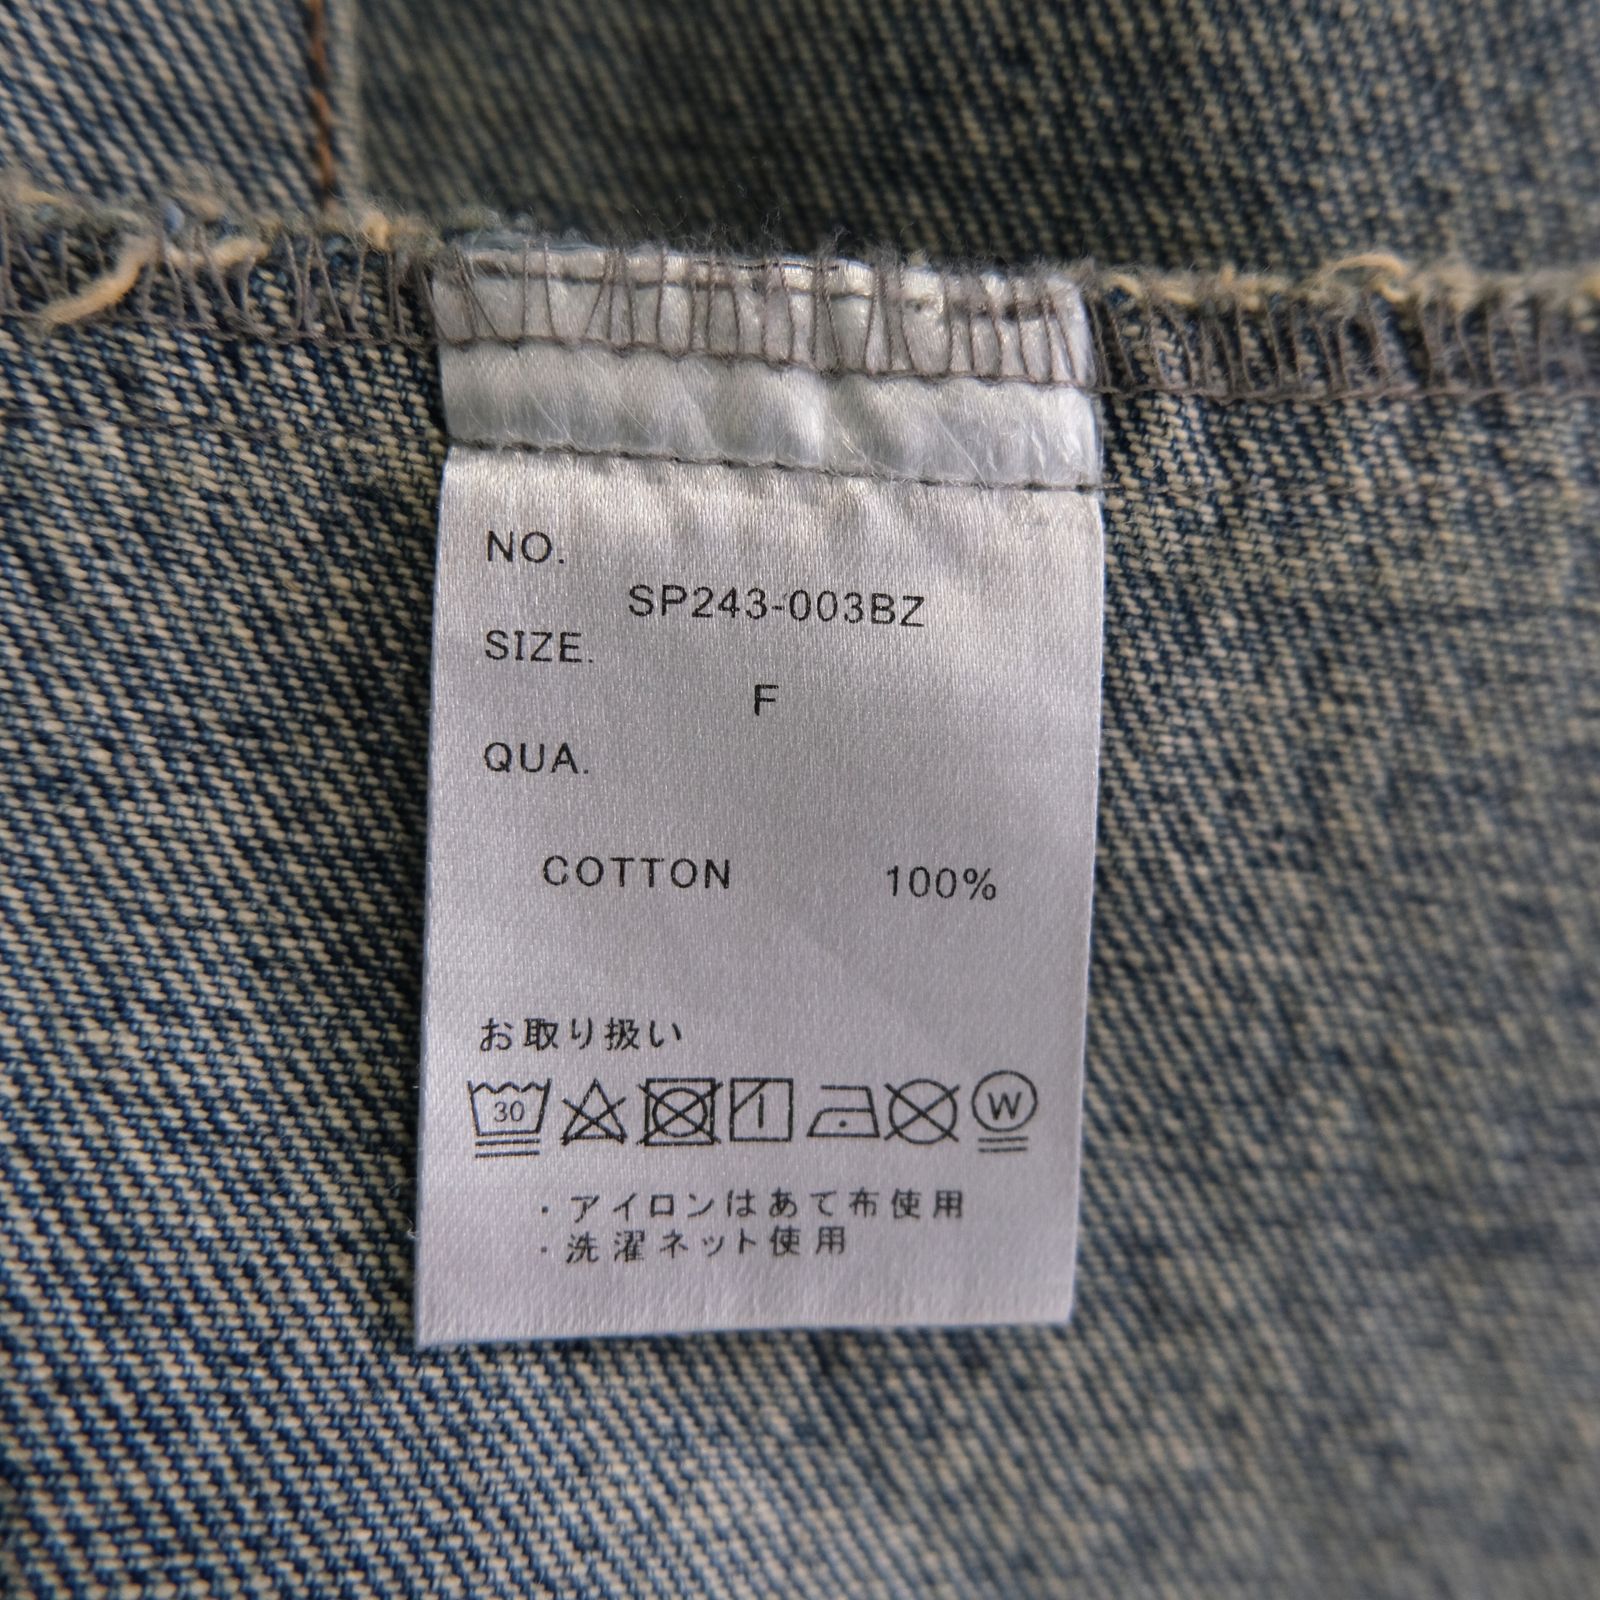 NO.
SP243-003BZ
SIZE.
F
QUA.
COTTON 100%
お取り扱い
30 W
・アイロンはあて布使用
・洗濯ネット使用